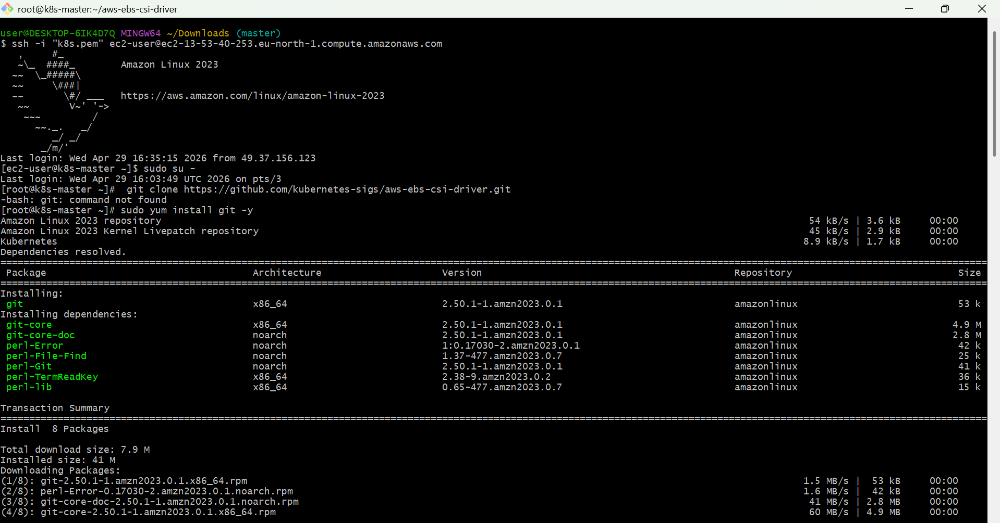 root@k8s-master:~/aws-ebs-csi-driver
user@DESKTOP-6IK4D7Q MINGW64 ~/Downloads (master)
$ ssh -i "k8s.pem" ec2-user@ec2-13-53-40-253.eu-north-1.compute.amazonaws.com
   ,     #_
   ~\_  ####_        Amazon Linux 2023
  ~~  \_#####\
  ~~     \###|
  ~~       \#/ ___   https://aws.amazon.com/linux/amazon-linux-2023
   ~~       V~' '->
    ~~~         /
      ~~._.   _/
         _/ _/
       _/m/'
Last login: Wed Apr 29 16:35:15 2026 from 49.37.156.123
[ec2-user@k8s-master ~]$ sudo su -
Last login: Wed Apr 29 16:03:49 UTC 2026 on pts/3
[root@k8s-master ~]#  git clone https://github.com/kubernetes-sigs/aws-ebs-csi-driver.git
-bash: git: command not found
[root@k8s-master ~]# sudo yum install git -y
Amazon Linux 2023 repository 54 kB/s | 3.6 kB 00:00
Amazon Linux 2023 Kernel Livepatch repository 45 kB/s | 2.9 kB 00:00
Kubernetes 8.9 kB/s | 1.7 kB 00:00
Dependencies resolved.
Package Architecture Version Repository Size
Installing:
git x86_64 2.50.1-1.amzn2023.0.1 amazonlinux 53 k
Installing dependencies:
git-core x86_64 2.50.1-1.amzn2023.0.1 amazonlinux 4.9 M
git-core-doc noarch 2.50.1-1.amzn2023.0.1 amazonlinux 2.8 M
perl-Error noarch 1:0.17030-2.amzn2023.0.1 amazonlinux 42 k
perl-File-Find noarch 1.37-477.amzn2023.0.7 amazonlinux 25 k
perl-Git noarch 2.50.1-1.amzn2023.0.1 amazonlinux 41 k
perl-TermReadKey x86_64 2.38-9.amzn2023.0.2 amazonlinux 36 k
perl-lib x86_64 0.65-477.amzn2023.0.7 amazonlinux 15 k
Transaction Summary
Install  8 Packages
Total download size: 7.9 M
Installed size: 41 M
Downloading Packages:
(1/8): git-2.50.1-1.amzn2023.0.1.x86_64.rpm 1.5 MB/s |  53 kB 00:00
(2/8): perl-Error-0.17030-2.amzn2023.0.1.noarch.rpm 1.6 MB/s |  42 kB 00:00
(3/8): git-core-doc-2.50.1-1.amzn2023.0.1.noarch.rpm 41 MB/s | 2.8 MB 00:00
(4/8): git-core-2.50.1-1.amzn2023.0.1.x86_64.rpm 60 MB/s | 4.9 MB 00:00